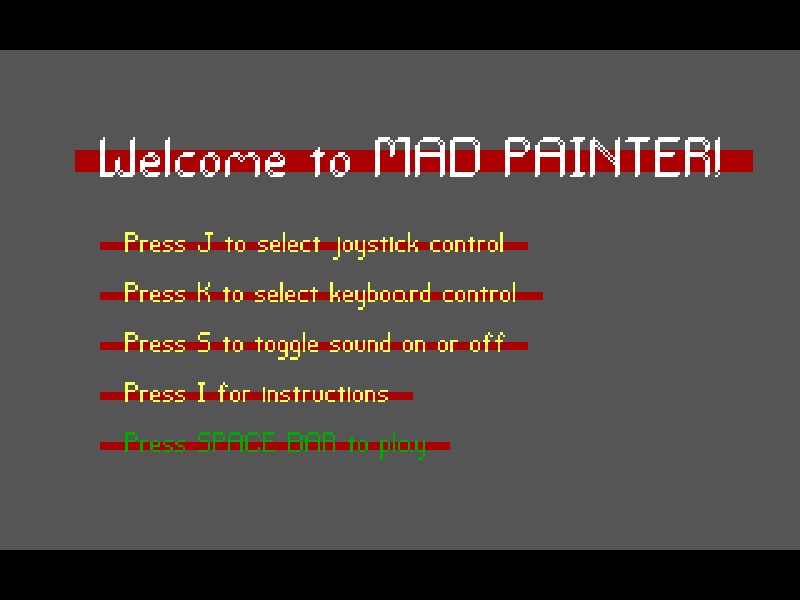 Welcome to MAD PAINTER!
Press J to select joystick control
Press K to select keyboard control
Press S to toggle sound on or off
Press I for instructions
Press SPACE BAR to play